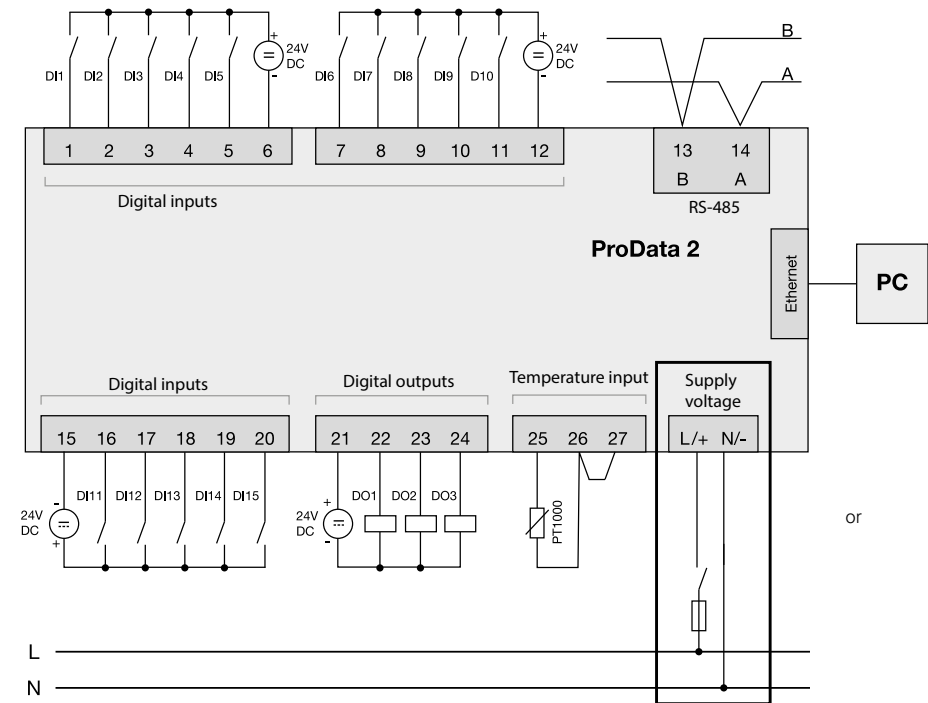 + +
24V DC 24V DC
- -
DI1 DI2 DI3 DI4 DI5
DI6 DI7 DI8 DI9 D10
B
A
1 2 3 4 5 6
7 8 9 10 11 12
13 14
B A
Digital inputs
RS-485
ProData 2
Ethernet
PC
Digital inputs
Digital outputs
Temperature input
Supply voltage
15 16 17 18 19 20
21 22 23 24
25 26 27
L/+ N/-
- +
DI11 DI12 DI13 DI14 DI15
DO1 DO2 DO3
24V DC 24V DC
+ -
PT1000
or
L
N